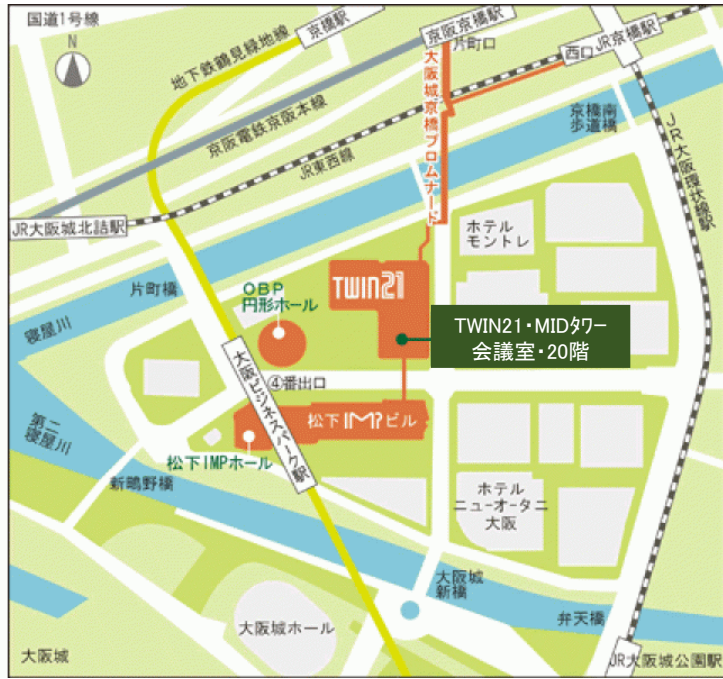 国道1号線
N
地下鉄鶴見緑地線
京橋駅
京阪京橋駅
片町口
西口
JR京橋駅
京阪電鉄京阪本線
JR東西線
大阪城京橋プロムナード
京橋南
歩道橋
JR大阪環状線駅
JR大阪城北詰駅
ホテル
モントレ
片町橋
OBP
円形ホール
TWIN21
TWIN21・MIDタワー
会議室・20階
寝屋川
大阪ビジネスパーク駅
④番出口
松下IMPビル
第二
寝屋川
松下IMPホール
新鴫野橋
ホテル
ニューオータニ
大阪
大阪城
新橋
弁天橋
大阪城ホール
大阪城
JR大阪城公園駅